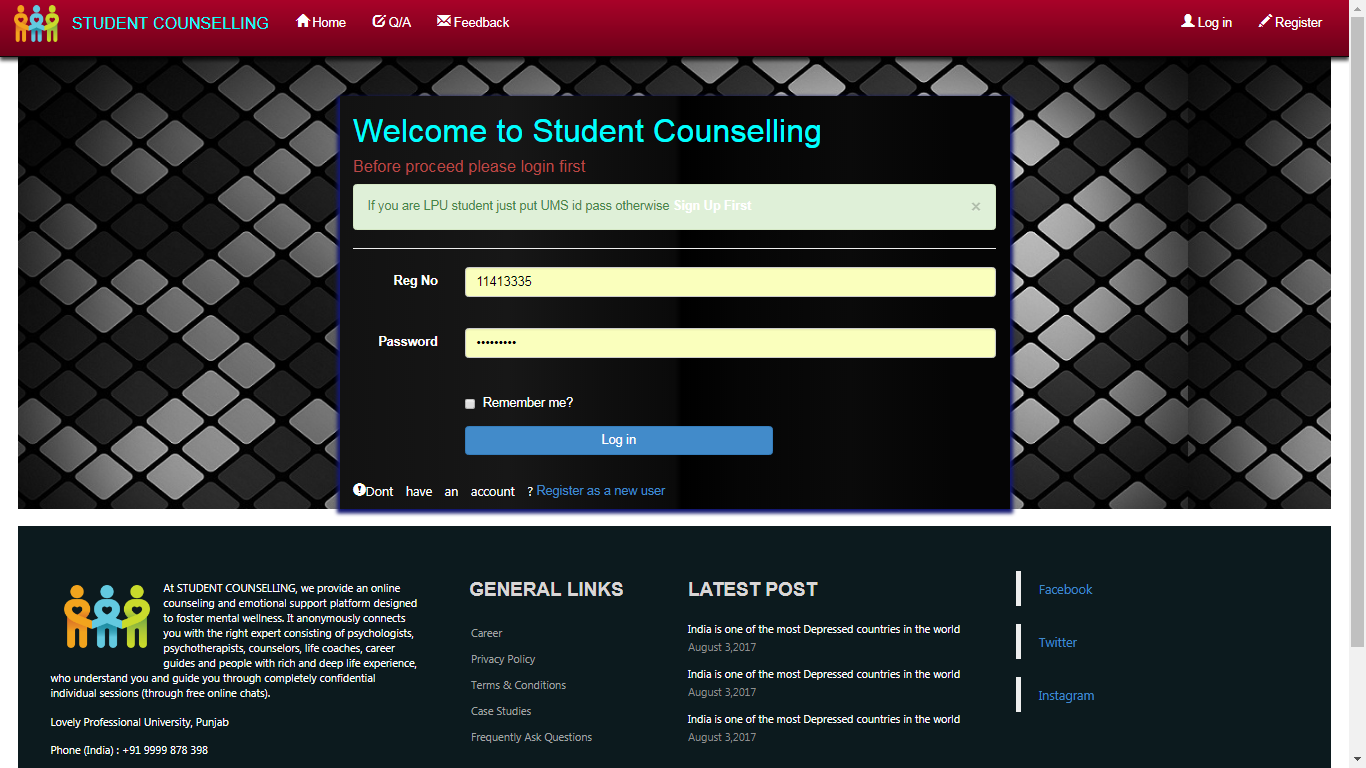 STUDENT COUNSELLING Home Q/A Feedback Log in Register
Welcome to Student Counselling
Before proceed please login first
If you are LPU student just put UMS id pass otherwise Sign Up First ×
Reg No 11413335
Password •••••••••
Remember me?
Log in
Dont have an account ? Register as a new user
At STUDENT COUNSELLING, we provide an online
counseling and emotional support platform designed
to foster mental wellness. It anonymously connects
you with the right expert consisting of psychologists,
psychotherapists, counselors, life coaches, career
guides and people with rich and deep life experience,
who understand you and guide you through completely confidential
individual sessions (through free online chats).
Lovely Professional University, Punjab
Phone (India) : +91 9999 878 398
GENERAL LINKS
Career
Privacy Policy
Terms & Conditions
Case Studies
Frequently Ask Questions
LATEST POST
India is one of the most Depressed countries in the world
August 3,2017
India is one of the most Depressed countries in the world
August 3,2017
India is one of the most Depressed countries in the world
August 3,2017
Facebook
Twitter
Instagram